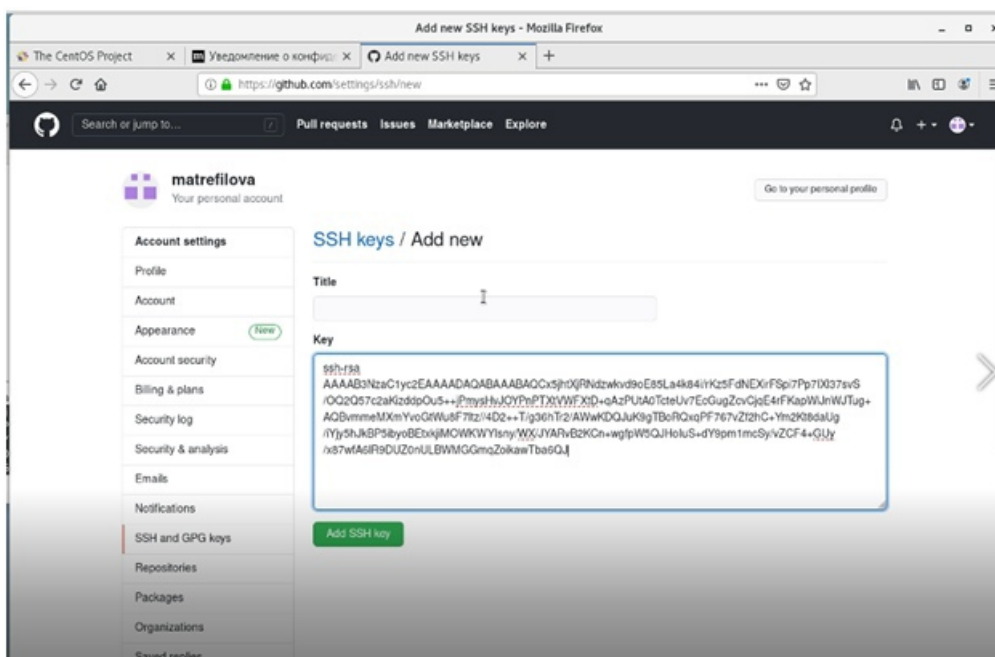 Add new SSH keys - Mozilla Firefox
The CentOS Project
Уведомление о конфид
Add new SSH keys
https://github.com/settings/ssh/new
Search or jump to...
Pull requests Issues Marketplace Explore
matrefilova
Your personal account
Go to your personal profile
Account settings
Profile
Account
Appearance New
Account security
Billing & plans
Security log
Security & analysis
Emails
Notifications
SSH and GPG keys
Repositories
Packages
Organizations
Saved replies
SSH keys / Add new
Title
Key
ssh-rsa
Add SSH key